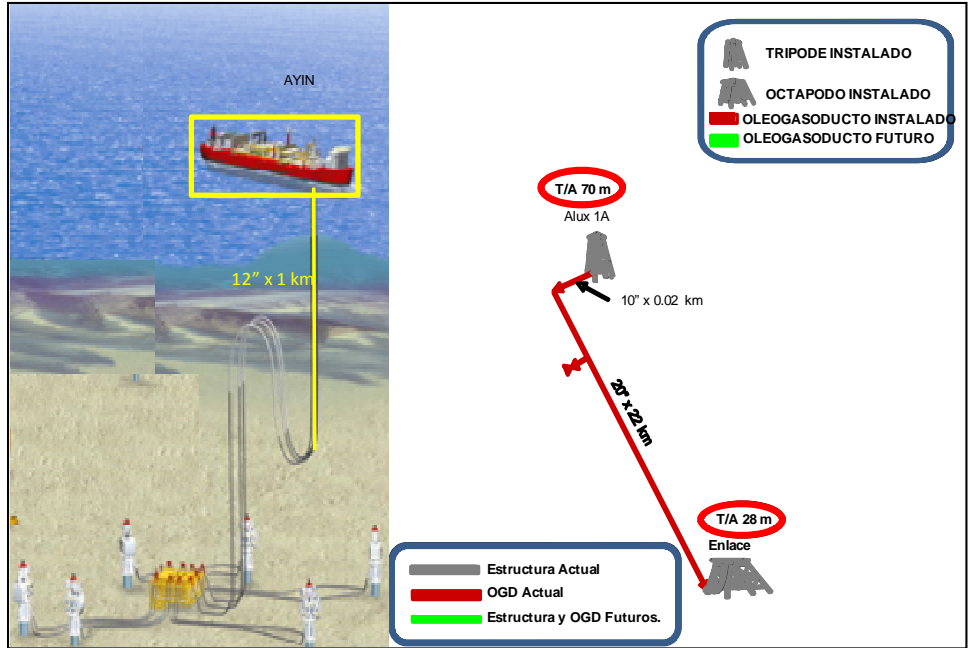 AYIN
12” x 1 km
TRIPODE INSTALADO
OCTAPODO INSTALADO
OLEOGASODUCTO INSTALADO
OLEOGASODUCTO FUTURO
T/A 70 m
Alux 1A
10” x 0.02 km
20" x 22 km
T/A 28 m
Enlace
Estructura Actual
OGD Actual
Estructura y OGD Futuros.